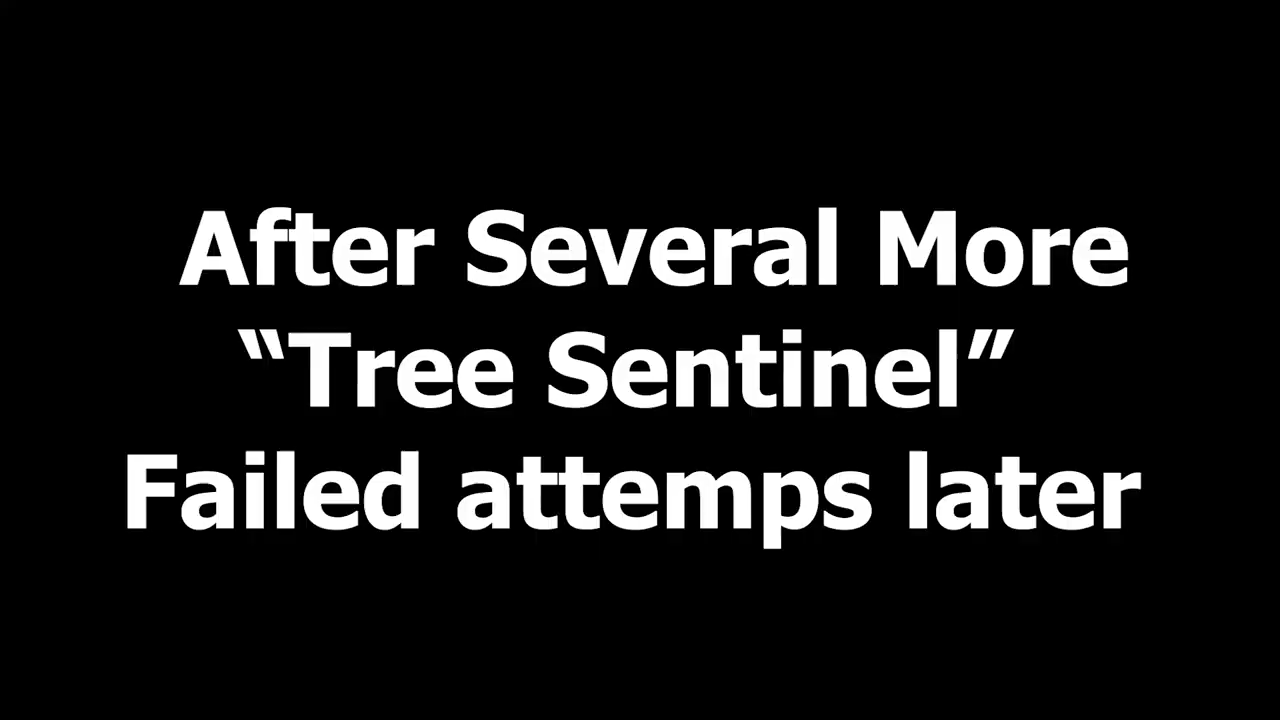 After Several More
“Tree Sentinel”
Failed attemps later